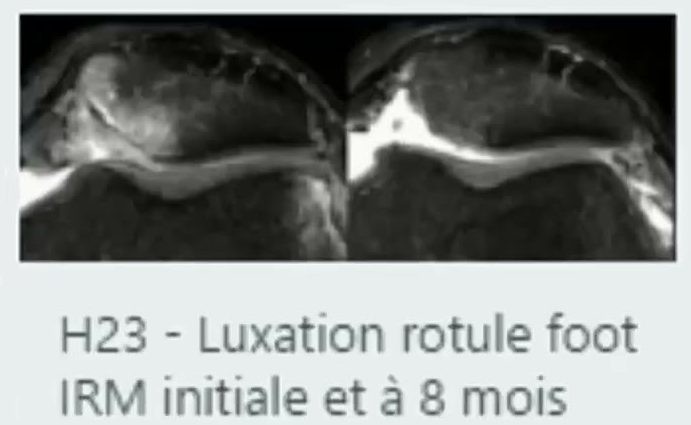 H23 - Luxation rotule foot
IRM initiale et à 8 mois